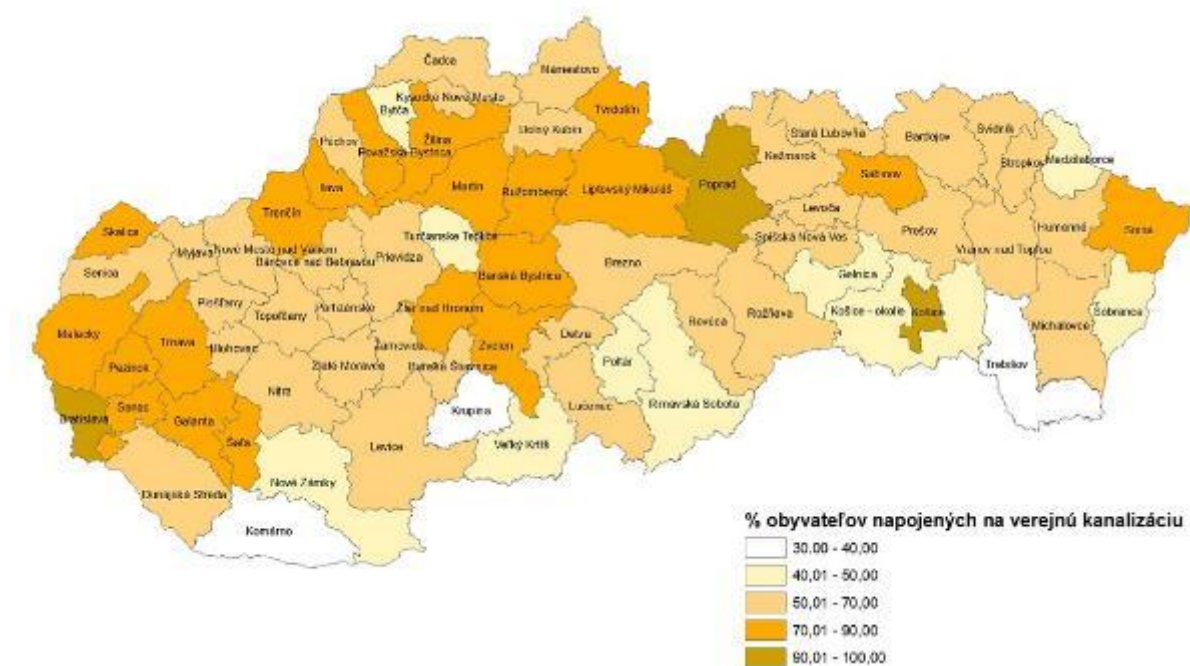 Čadca
Námestovo
Kysucké Nové Mesto
Bytča
Tvrdošín
Dolný Kubín
Žilina
Púchov
Považská Bystrica
Stará Ľubovňa
Bardejov
Svidník
Stropkov
Medzilaborce
Kežmarok
Ilava
Martin
Ružomberok
Liptovský Mikuláš
Poprad
Sabinov
Levoča
Trenčín
Skalica
Turčianske Teplice
Prešov
Humenné
Snina
Nové Mesto nad Váhom
Myjava
Bánovce nad Bebravou
Prievidza
Spišská Nová Ves
Vranov nad Topľou
Senica
Brezno
Banská Bystrica
Gelnica
Piešťany
Partizánske
Žiar nad Hronom
Topoľčany
Košice - okolie
Košice
Sobrance
Malacky
Trnava
Hlohovec
Žarnovica
Zvolen
Detva
Revúca
Rožňava
Michalovce
Pezinok
Zlaté Moravce
Banská Štiavnica
Poltár
Trebišov
Nitra
Bratislava
Senec
Galanta
Šaľa
Krupina
Lučenec
Rimavská Sobota
Levice
Veľký Krtíš
Nové Zámky
Dunajská Streda
Komárno
% obyvateľov napojených na verejnú kanalizáciu
30.00 - 40,00
40,01 - 50,00
50,01 - 70,00
70,01 - 90,00
90,01 - 100,00